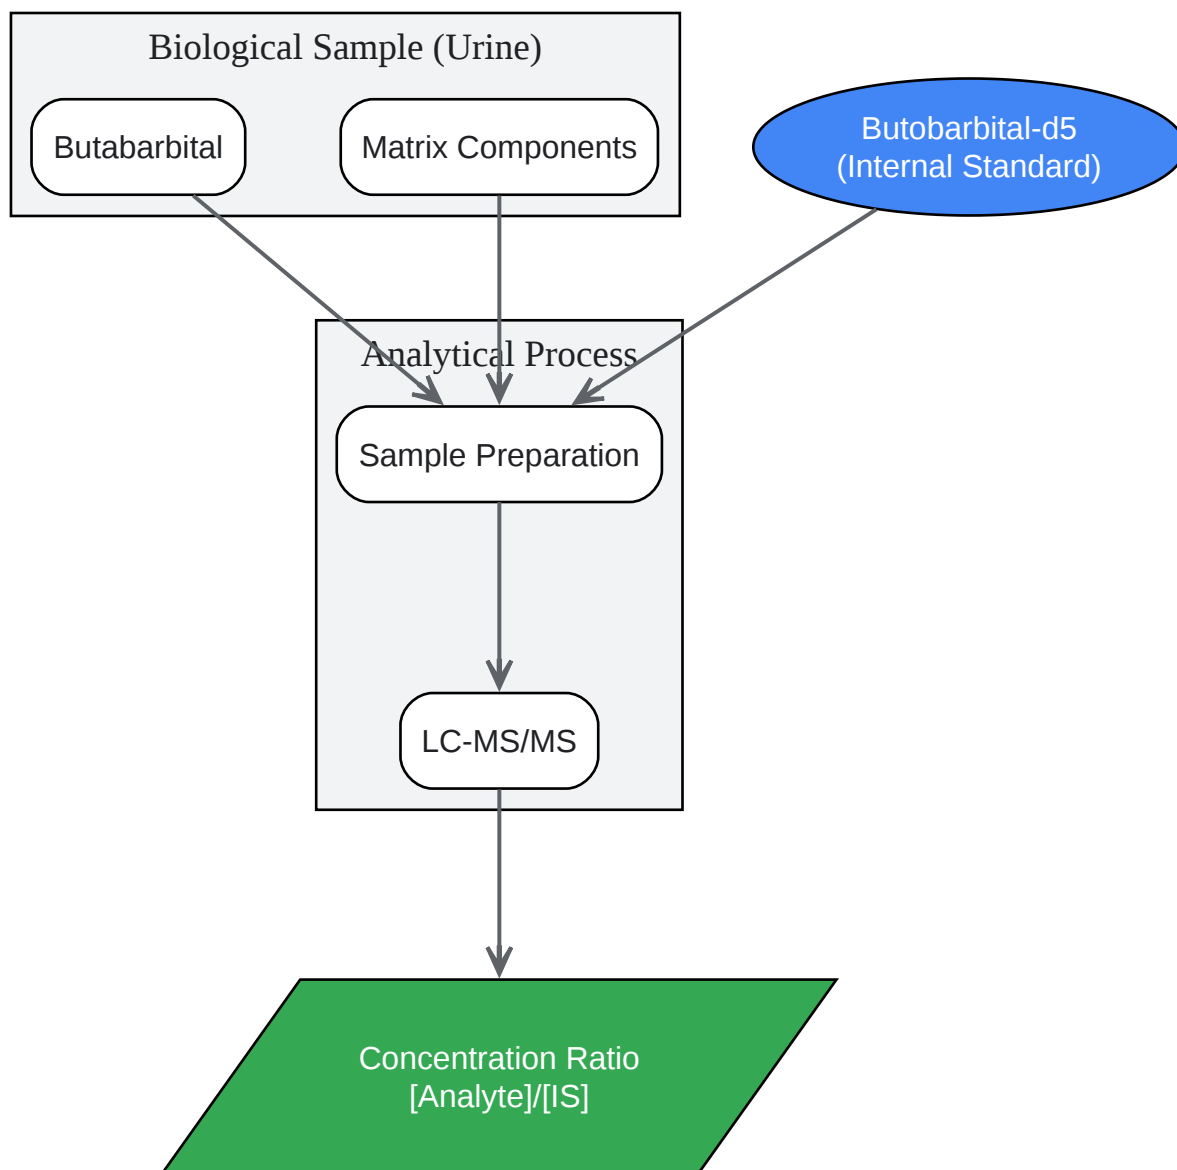 Biological Sample (Urine)
Butabarbital
Matrix Components
Butobarbital-d5
(Internal Standard)
Analytical Process
Sample Preparation
LC-MS/MS
Concentration Ratio
[Analyte]/[IS]